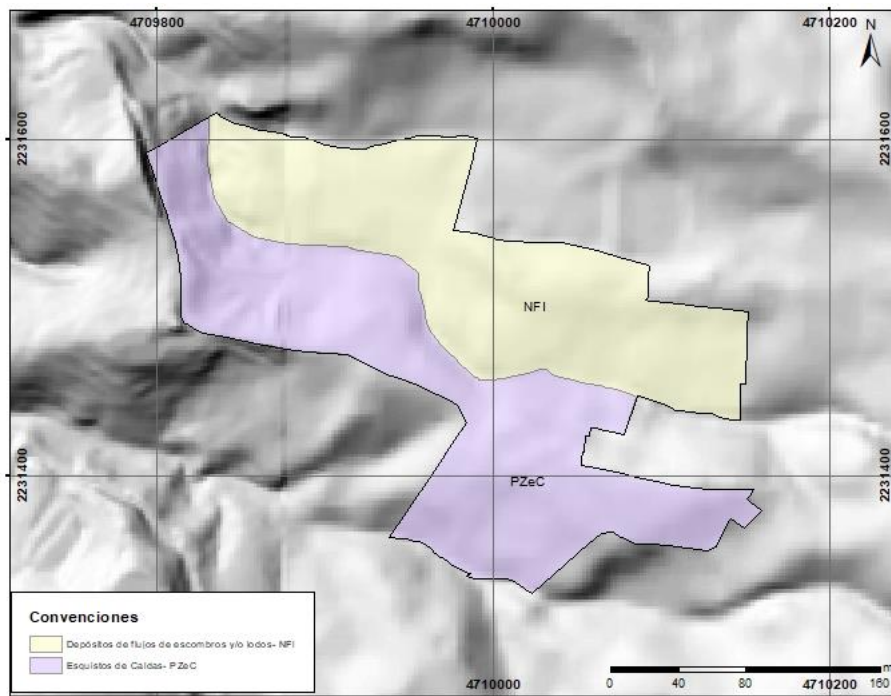 4709800 4710000 4710200
N
2231600 2231600
NFI
2231400 2231400
PZeC
Convenciones
Depósitos de flujos de escombros y/o lodos- NFI
Esquistos de Caldas- PZeC
m
0 40 80 160
4710000 4710200